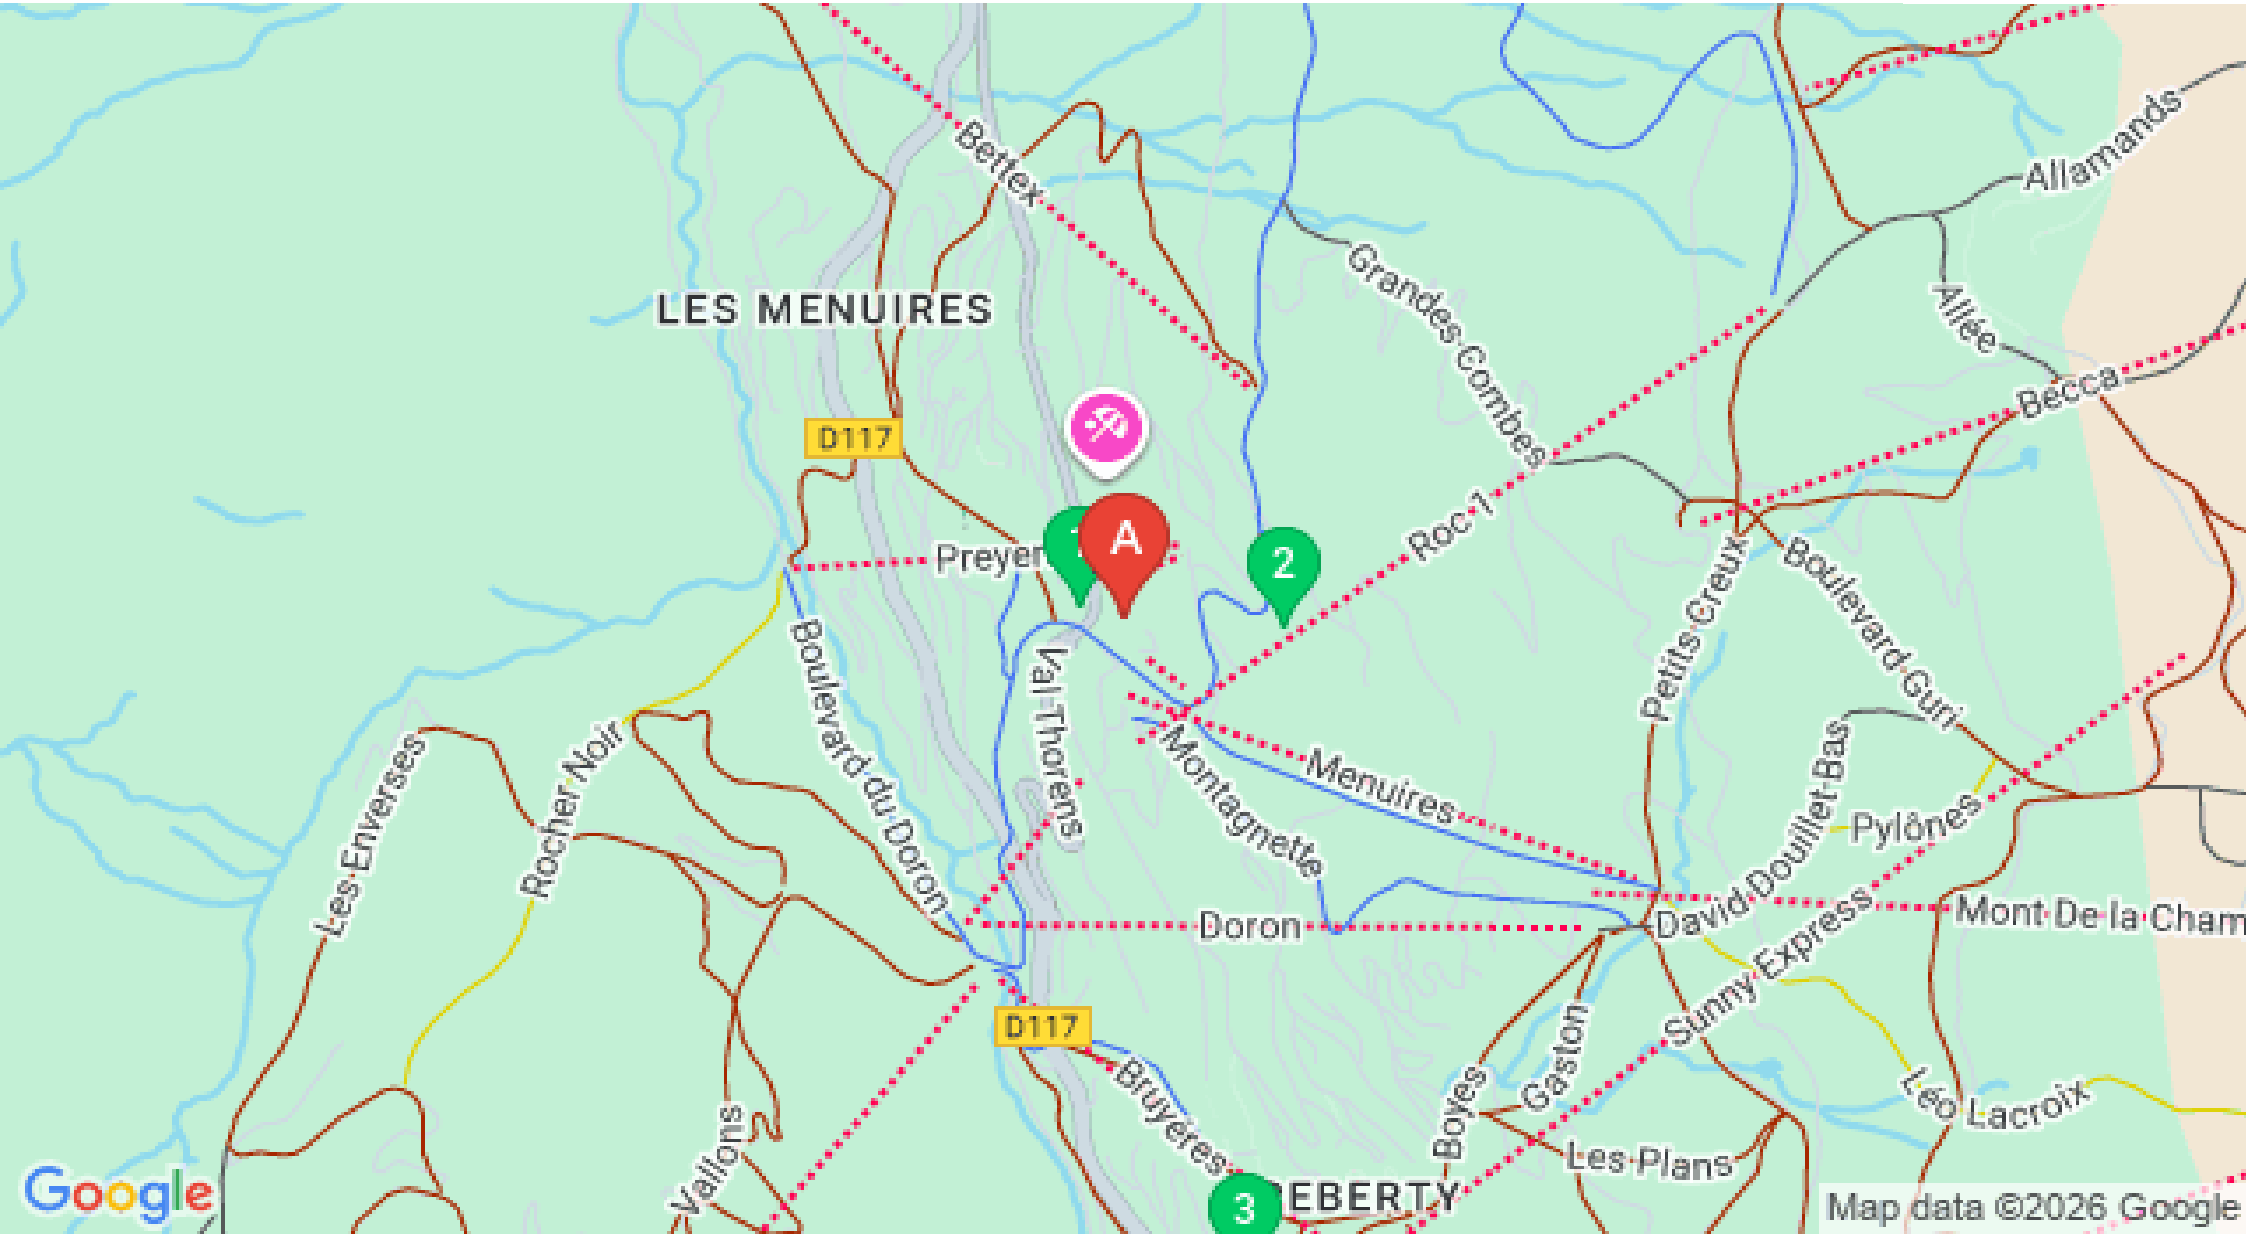 Bettex
Allamands
Grandes Combes
LES MENUIRES
Allée
Becca
D117
Roc 1
Preyer
A
2
Petits Creux
Boulevard Guri
Boulevard du Doron
Val Thorens
Rocher Noir
Les Enverses
Montagnette
Menuires
David Douillet Bas
Pylônes
Doron
Mont De la Cham
Sunny Express
D117
Bruyères
Gaston
Boyes
Léo Lacroix
Les Plans
Vallons
3
EBERTY
Google
Map data ©2026 Google